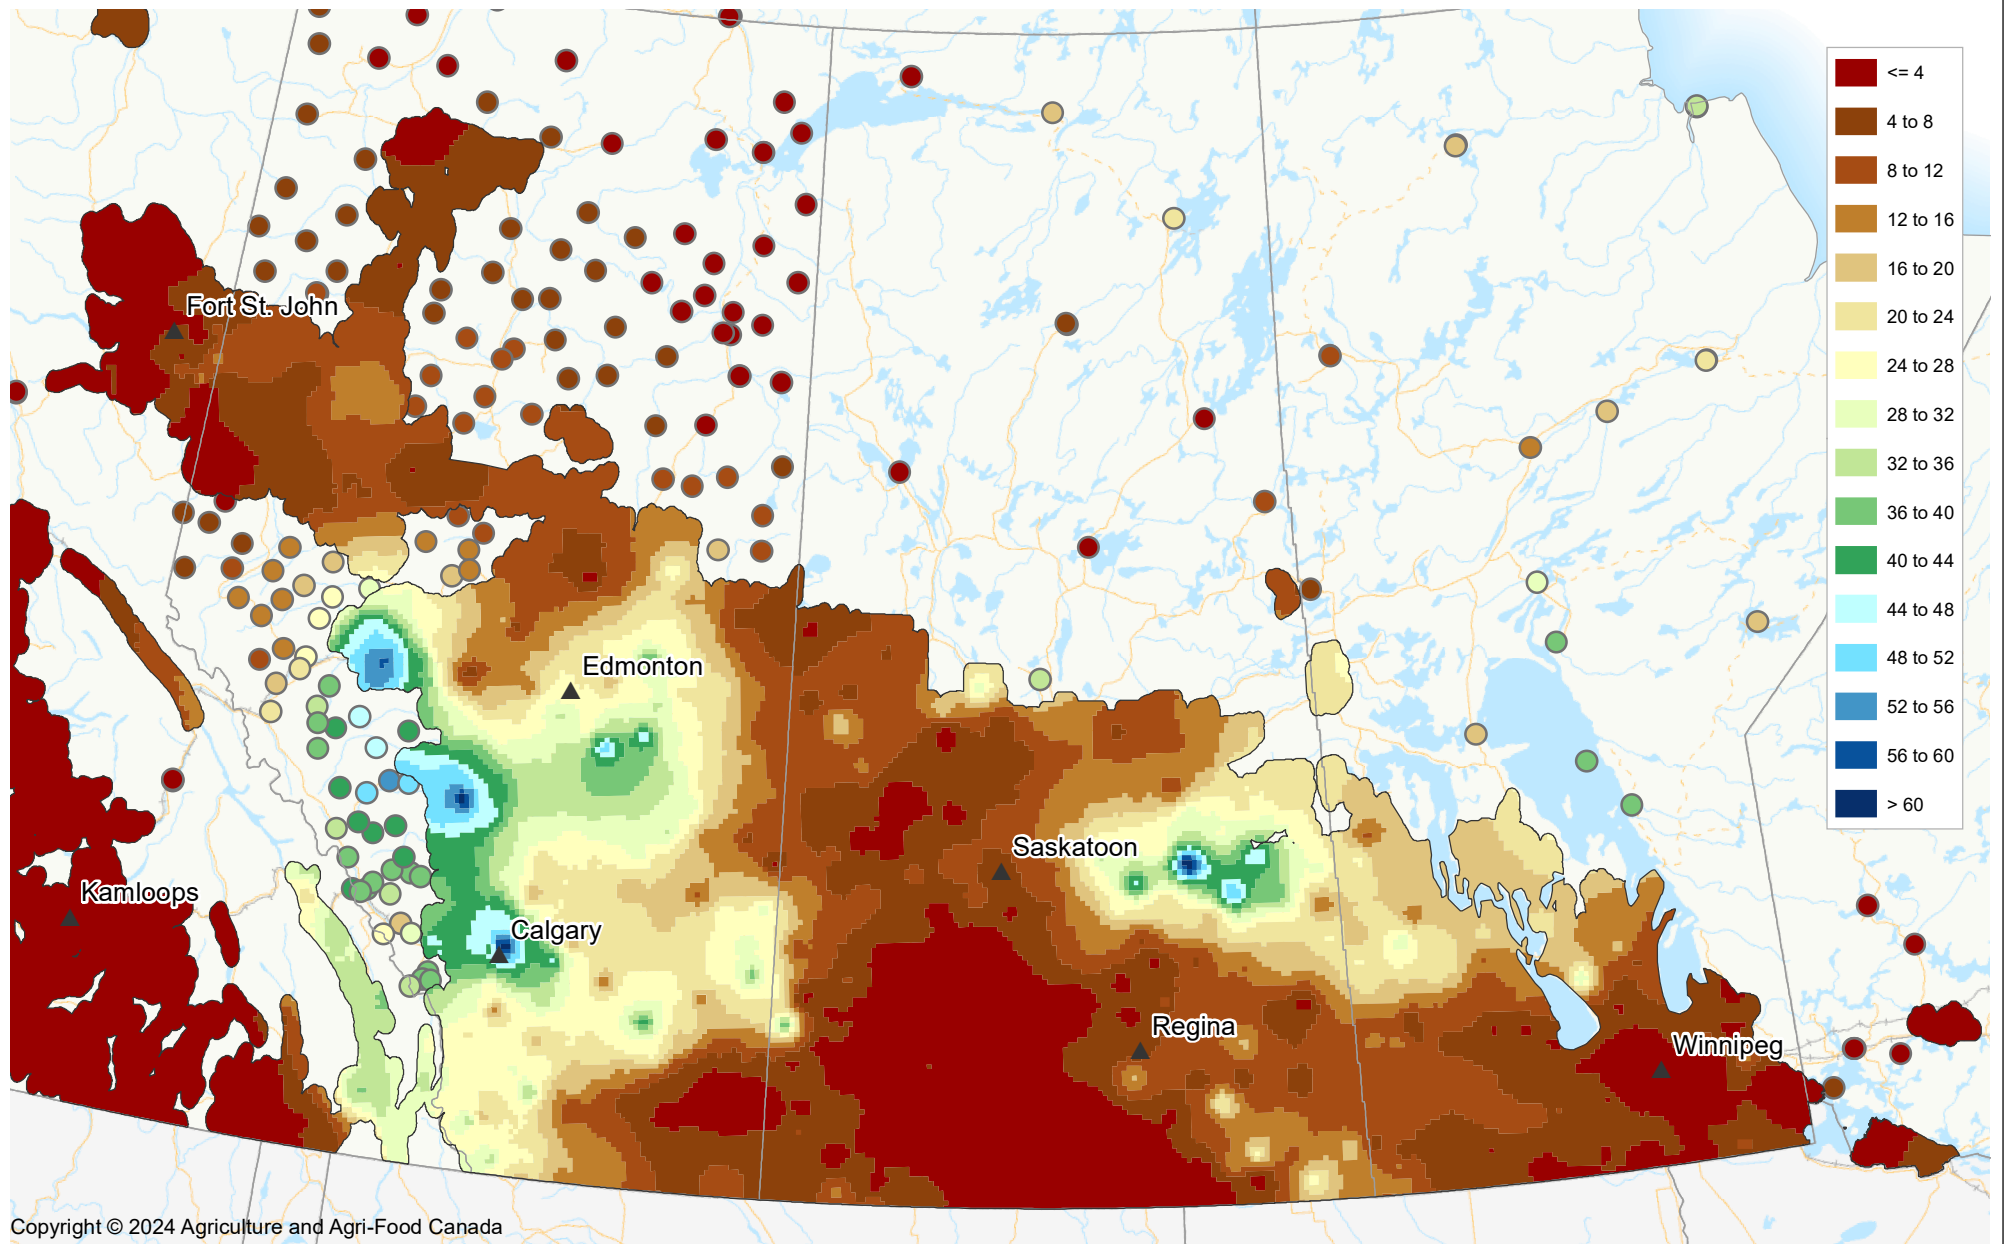 Fort St. John
Edmonton
Kamloops
Calgary
Saskatoon
Regina
Winnipeg
<= 4
4 to 8
8 to 12
12 to 16
16 to 20
20 to 24
24 to 28
28 to 32
32 to 36
36 to 40
40 to 44
44 to 48
48 to 52
52 to 56
56 to 60
> 60
Copyright © 2024 Agriculture and Agri-Food Canada